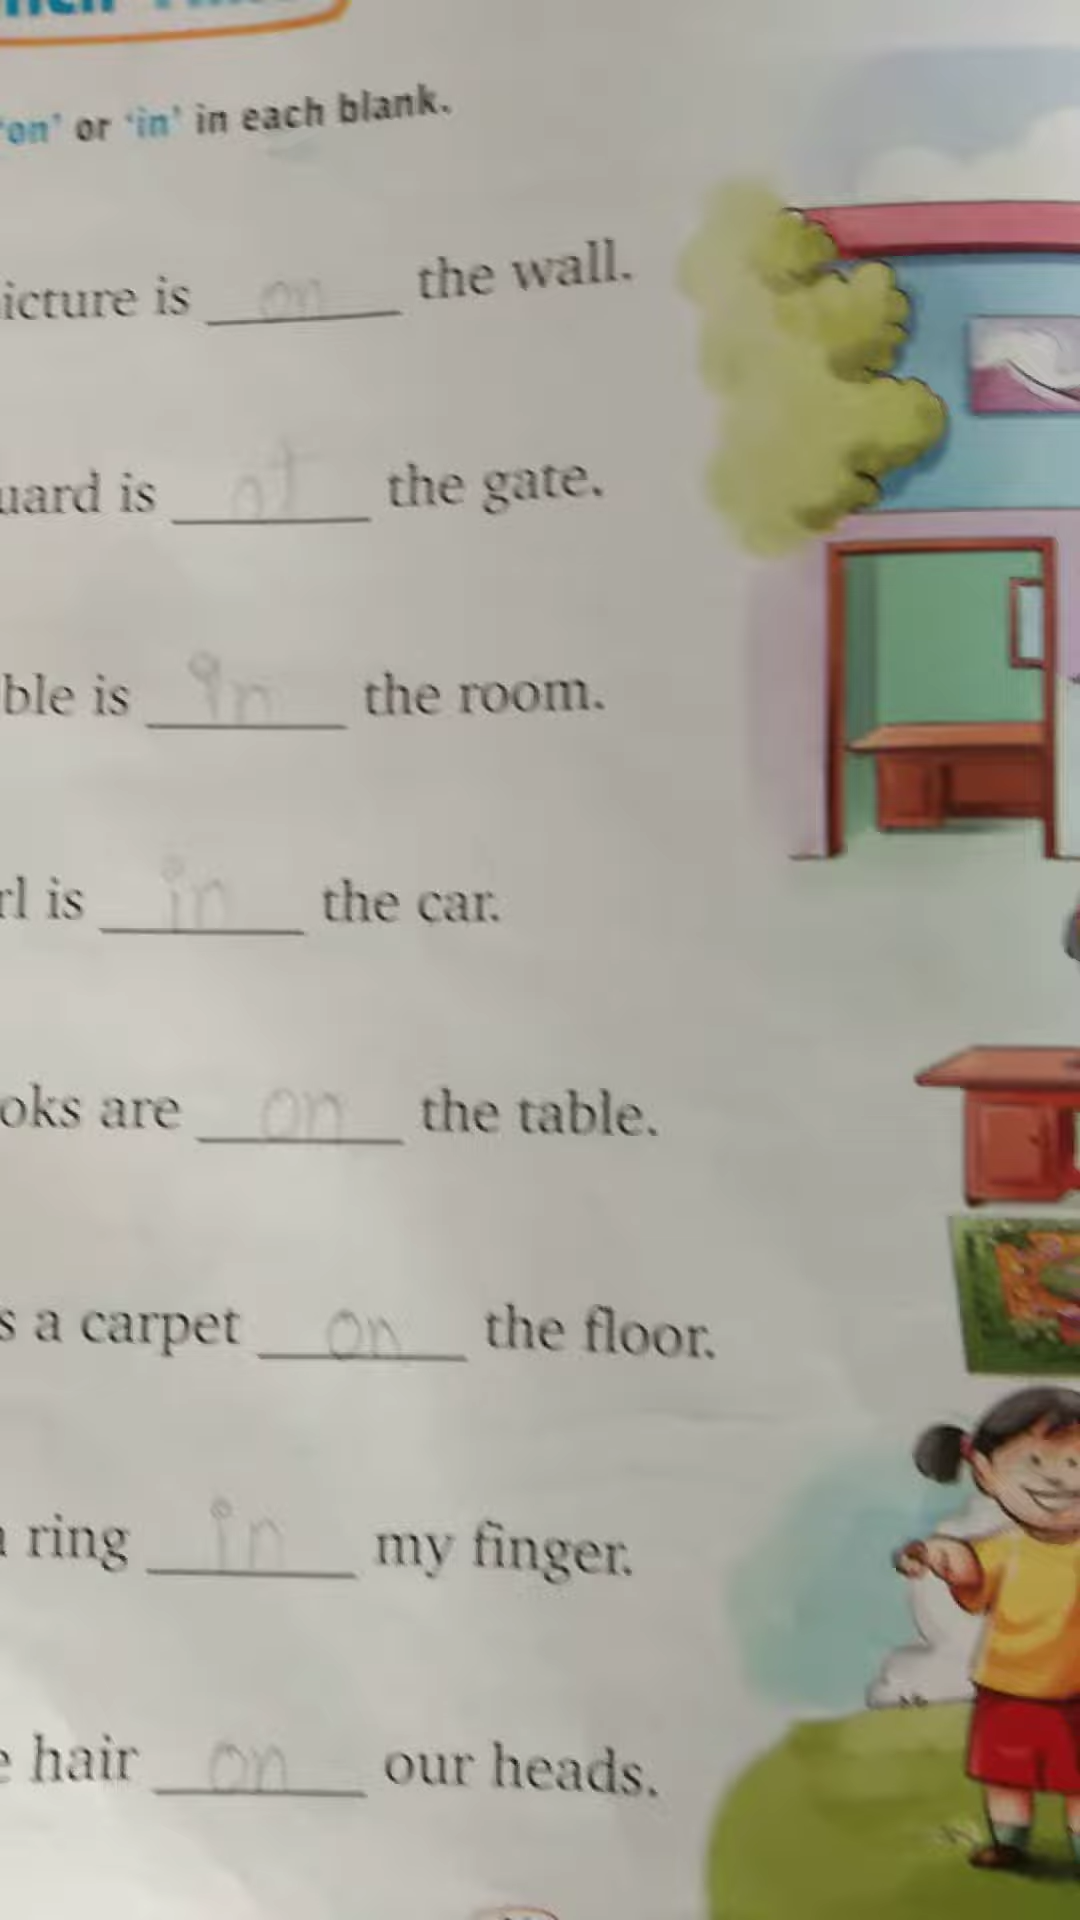 'on' or 'in' in each blank.
icture is on the wall.
uard is at the gate.
ble is in the room.
rl is in the car.
oks are on the table.
s a carpet on the floor.
ring in my finger.
hair on our heads.